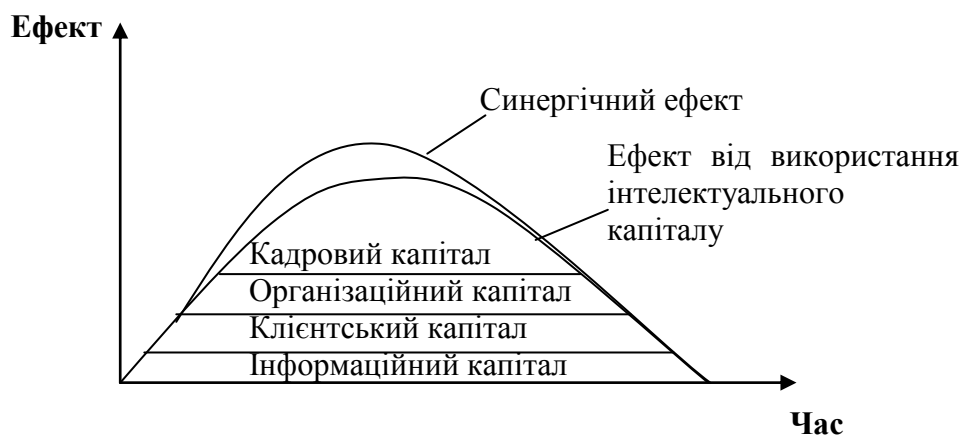 Ефект
Синергічний ефект
Ефект від використання
інтелектуального
капіталу
Кадровий капітал
Організаційний капітал
Клієнтський капітал
Інформаційний капітал
Час